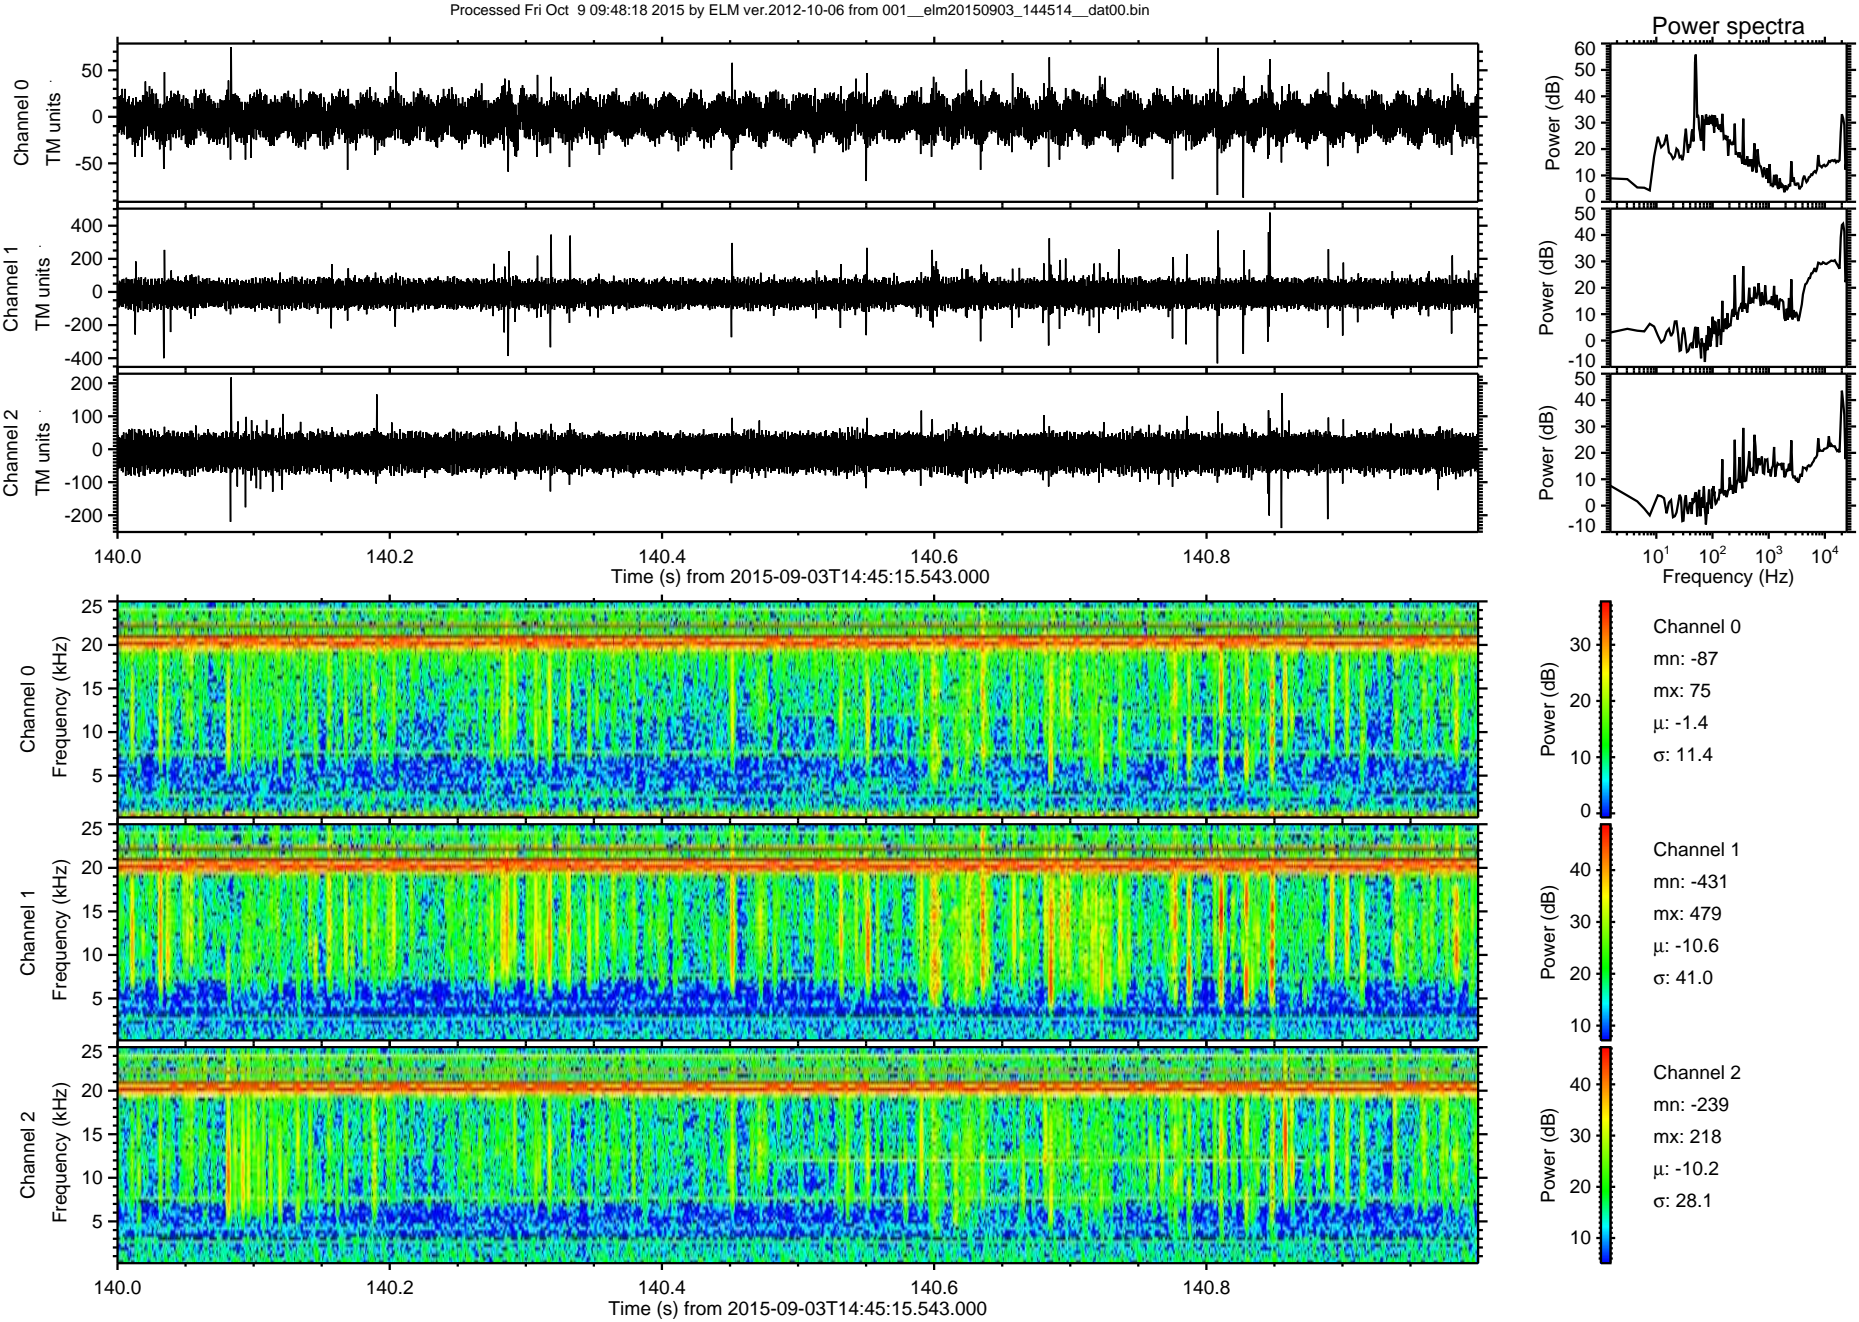 Processed Fri Oct  9 09:48:18 2015 by ELM ver.2012-10-06 from 001__elm20150903_144514__dat00.bin
Power spectra
Channel 0
TM units
50
0
-50
Power (dB)
60
50
40
30
20
10
0
Channel 1
TM units
400
200
0
-200
-400
Power (dB)
50
40
30
20
10
0
-10
Channel 2
TM units
200
100
0
-100
-200
Power (dB)
50
40
30
20
10
0
-10
140.0 140.2 140.4 140.6 140.8
Time (s) from 2015-09-03T14:45:15.543.000
10¹ 10² 10³ 10⁴
Frequency (Hz)
Channel 0
Frequency (kHz)
25
20
15
10
5
Power (dB)
30
20
10
0
Channel 0
mn: -87
mx: 75
μ: -1.4
σ: 11.4
Channel 1
Frequency (kHz)
25
20
15
10
5
Power (dB)
40
30
20
10
Channel 1
mn: -431
mx: 479
μ: -10.6
σ: 41.0
Channel 2
Frequency (kHz)
25
20
15
10
5
Power (dB)
40
30
20
10
Channel 2
mn: -239
mx: 218
μ: -10.2
σ: 28.1
140.0 140.2 140.4 140.6 140.8
Time (s) from 2015-09-03T14:45:15.543.000